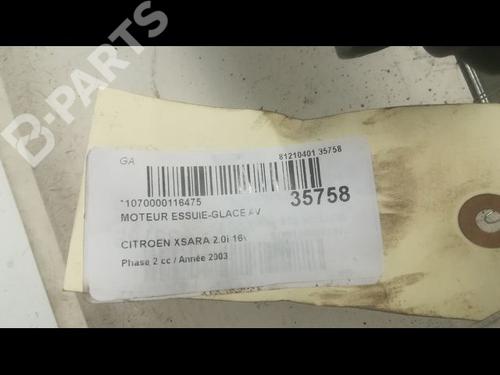 B-PARTS
GA
81210401 35758
*1070000116475
35758
MOTEUR ESSUIE-GLACE AV
CITROEN XSARA 2.0i 16v
Phase 2 cc / Année 2003